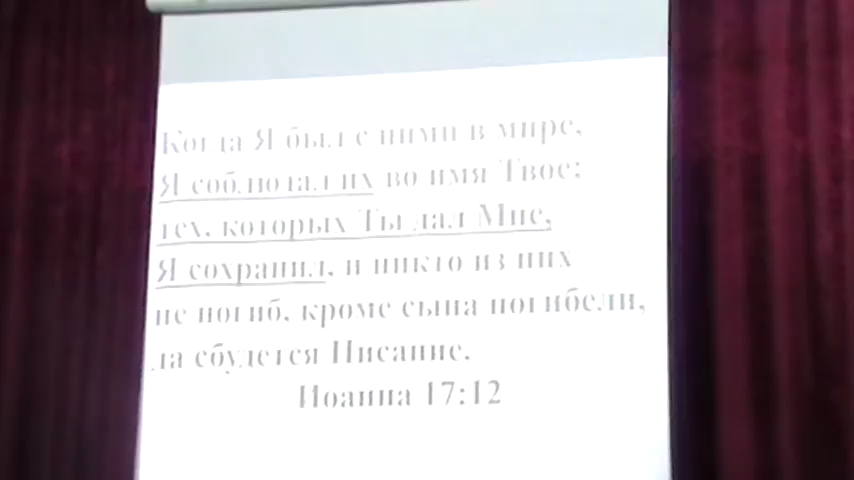 Когда Я был с ними в мире,
Я соблюдал их во имя Твое;
тех, которых Ты дал Мне,
Я сохранил, и никто из них
не погиб, кроме сына погибели,
да сбудется Писание.
Иоанна 17:12